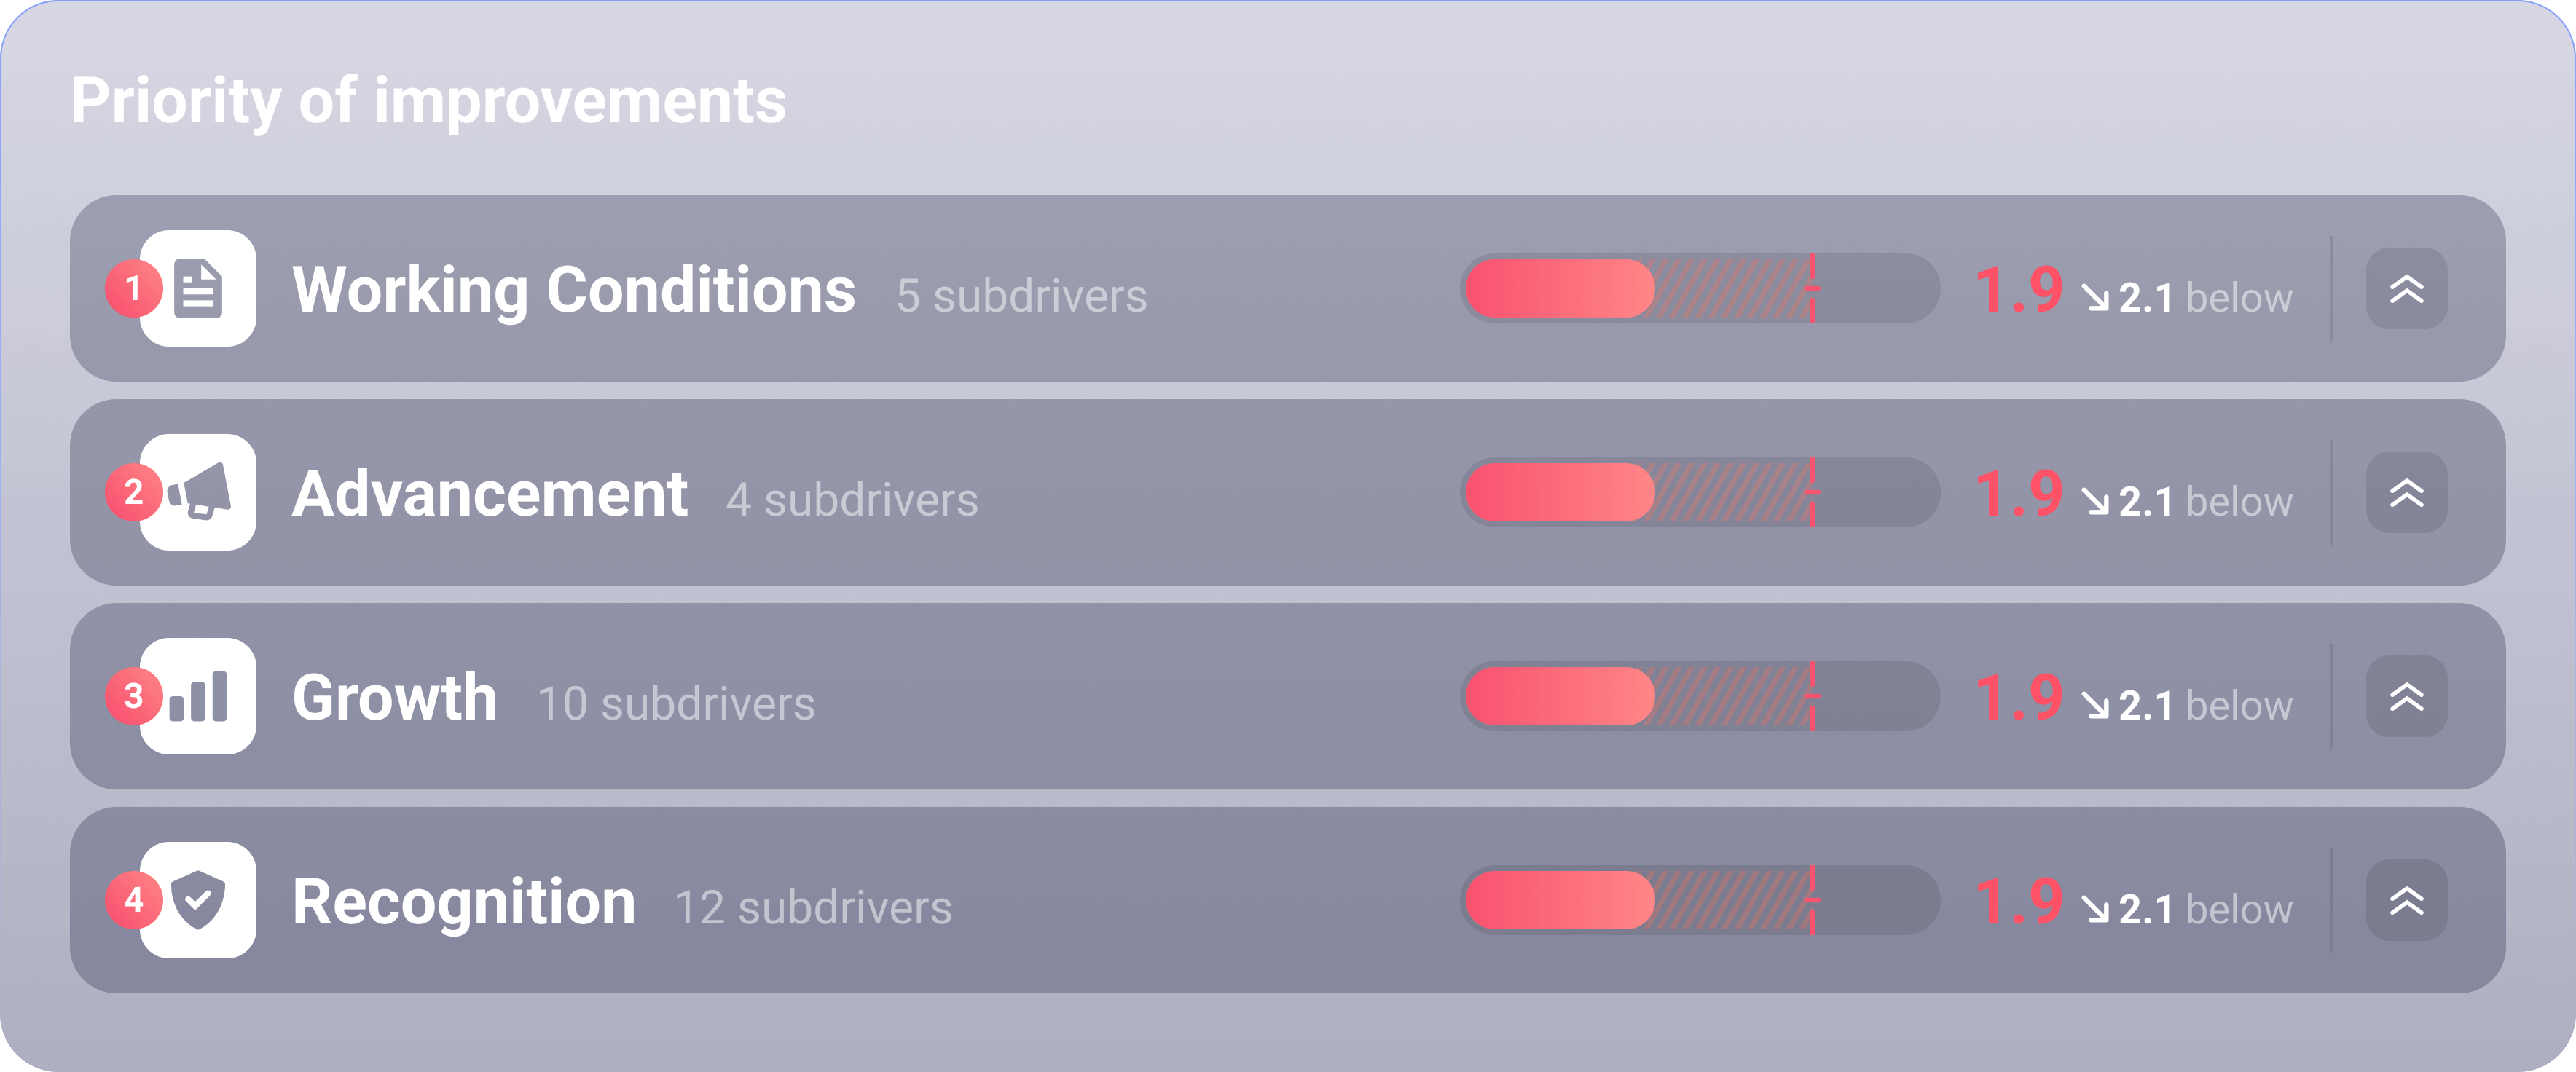 Priority of improvements
1 Working Conditions 5 subdrivers 1.9 2.1 below
2 Advancement 4 subdrivers 1.9 2.1 below
3 Growth 10 subdrivers 1.9 2.1 below
4 Recognition 12 subdrivers 1.9 2.1 below